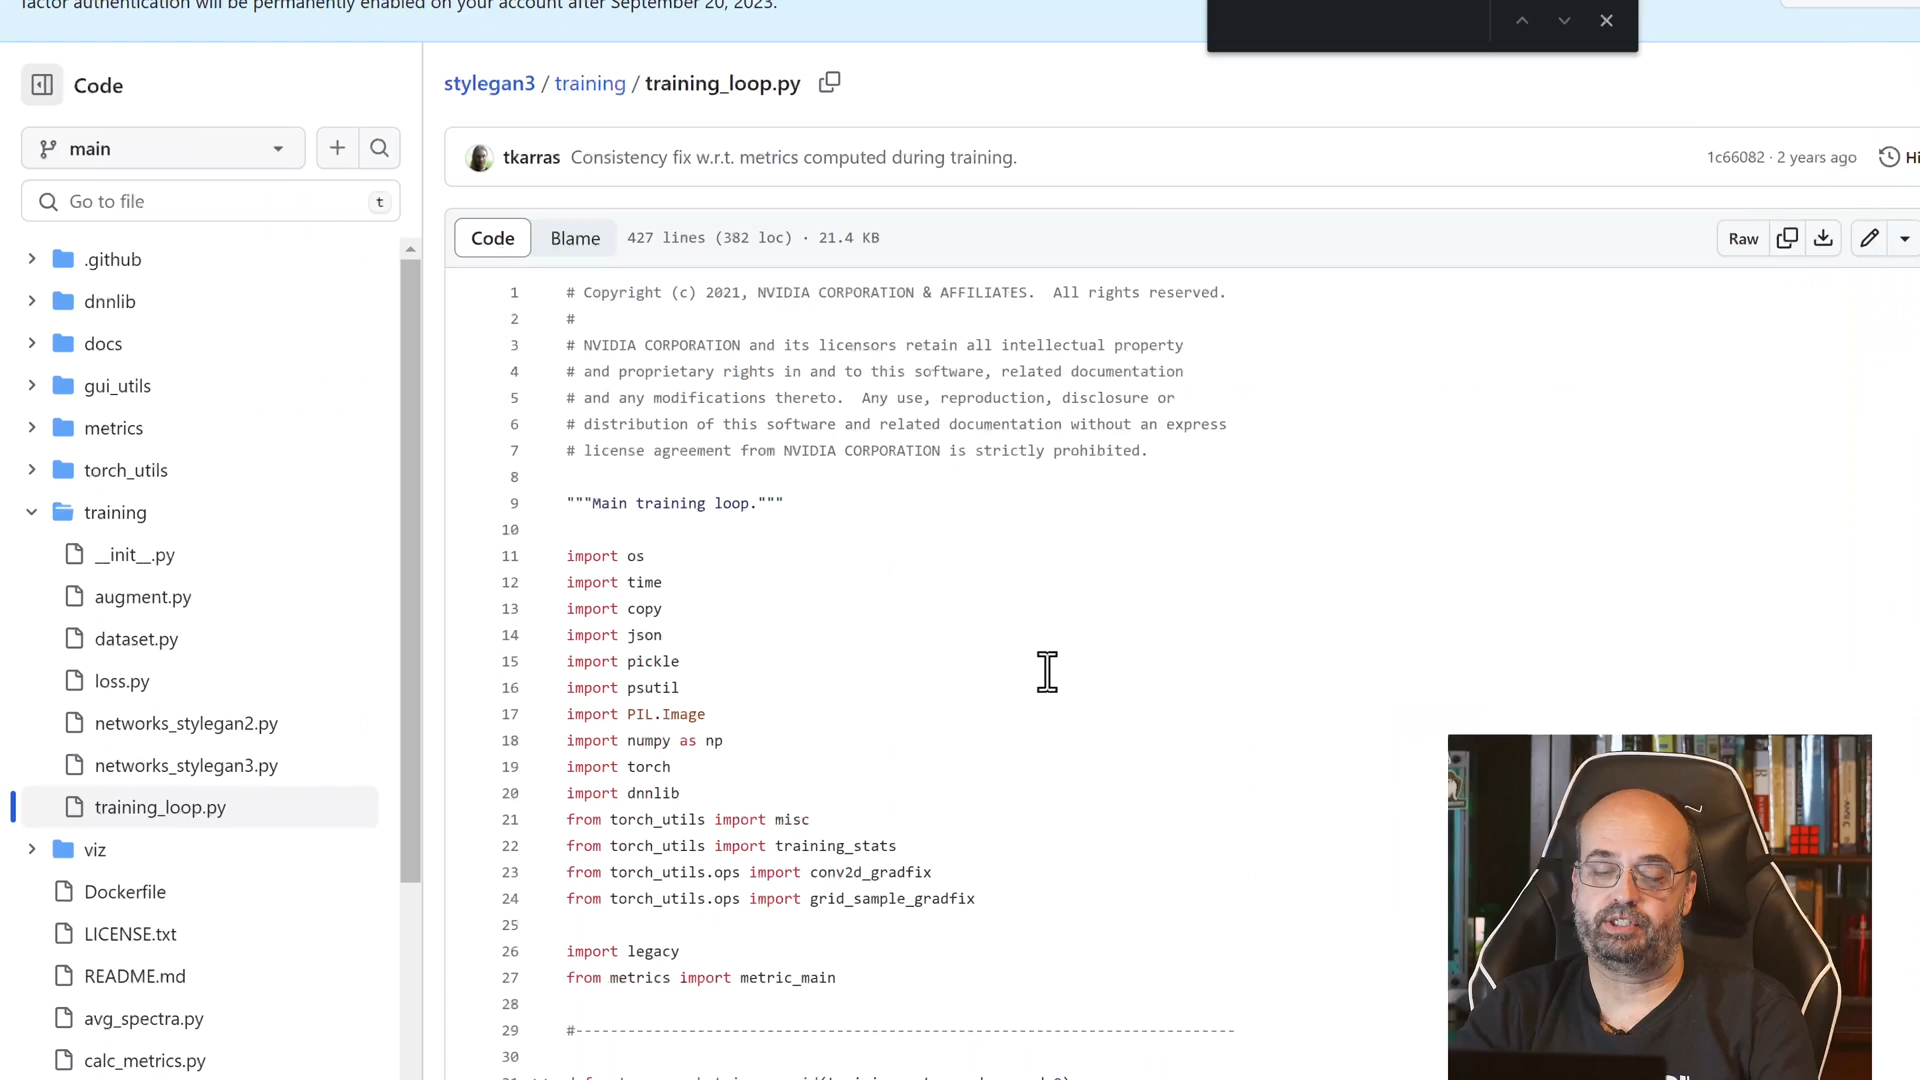 factor authentication will be permanently enabled on your account after September 20, 2023.
Code
stylegan3 / training / training_loop.py
main
tkarras Consistency fix w.r.t. metrics computed during training.
1c66082 · 2 years ago
Hi
Go to file
t
Code
Blame
427 lines (382 loc) · 21.4 KB
Raw
.github
dnnlib
docs
gui_utils
metrics
torch_utils
training
__init__.py
augment.py
dataset.py
loss.py
networks_stylegan2.py
networks_stylegan3.py
training_loop.py
viz
Dockerfile
LICENSE.txt
README.md
avg_spectra.py
calc_metrics.py
1 # Copyright (c) 2021, NVIDIA CORPORATION & AFFILIATES.  All rights reserved.
2 #
3 # NVIDIA CORPORATION and its licensors retain all intellectual property
4 # and proprietary rights in and to this software, related documentation
5 # and any modifications thereto.  Any use, reproduction, disclosure or
6 # distribution of this software and related documentation without an express
7 # license agreement from NVIDIA CORPORATION is strictly prohibited.
8
9 """Main training loop."""
10
11 import os
12 import time
13 import copy
14 import json
15 import pickle
16 import psutil
17 import PIL.Image
18 import numpy as np
19 import torch
20 import dnnlib
21 from torch_utils import misc
22 from torch_utils import training_stats
23 from torch_utils.ops import conv2d_gradfix
24 from torch_utils.ops import grid_sample_gradfix
25
26 import legacy
27 from metrics import metric_main
28
29 #----------------------------------------------------------------------------
30